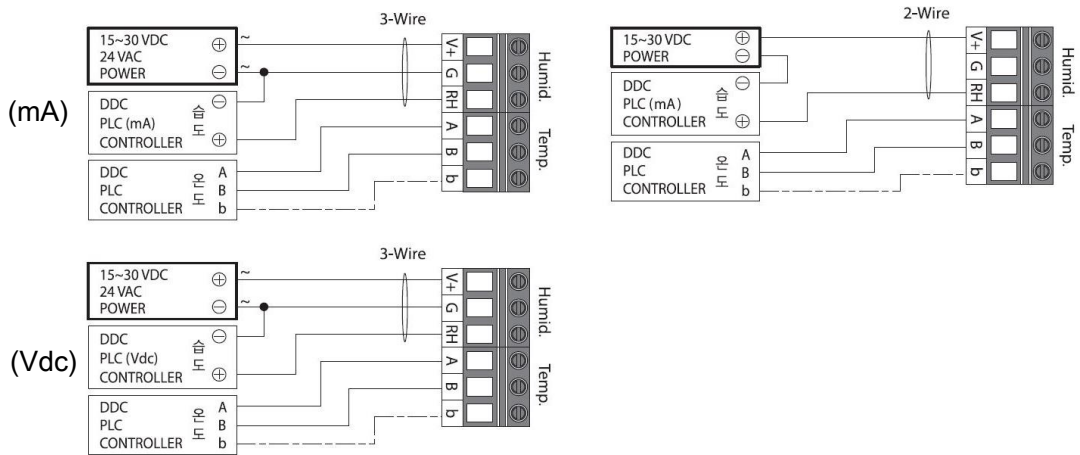 3-Wire
15~30 VDC
24 VAC
POWER
⊕ ~
⊖ ~
(mA)
DDC
PLC (mA)
CONTROLLER
습도
⊖
⊕
DDC
PLC
CONTROLLER
온도
A
B
b
V+
G
RH
A
B
b
Humid.
Temp.
2-Wire
15~30 VDC
POWER
⊕
⊖
DDC
PLC (mA)
CONTROLLER
습도
⊖
⊕
DDC
PLC
CONTROLLER
온도
A
B
b
V+
G
RH
A
B
b
Humid.
Temp.
3-Wire
15~30 VDC
24 VAC
POWER
⊕ ~
⊖ ~
(Vdc)
DDC
PLC (Vdc)
CONTROLLER
습도
⊖
⊕
DDC
PLC
CONTROLLER
온도
A
B
b
V+
G
RH
A
B
b
Humid.
Temp.